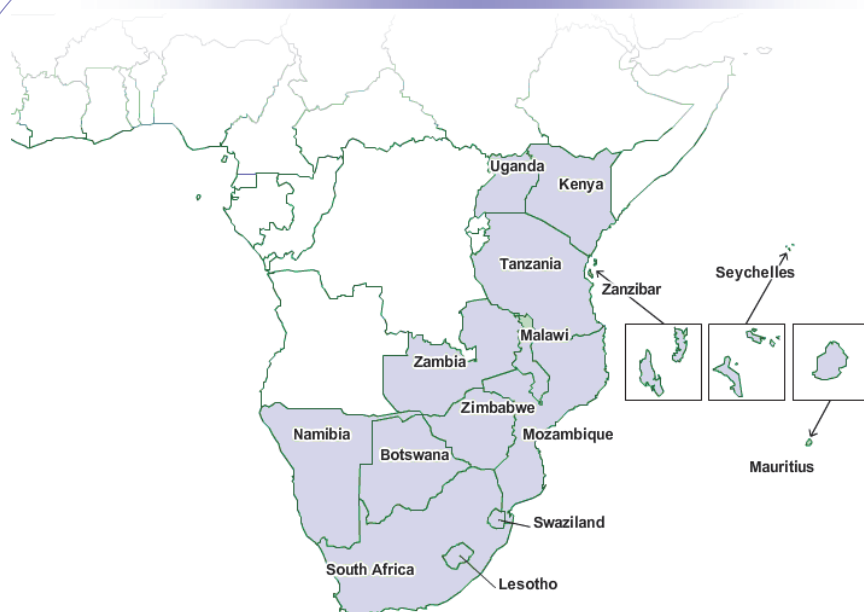 Uganda
Kenya
Tanzania
Seychelles
Zanzibar
Malawi
Zambia
Zimbabwe
Namibia
Mozambique
Botswana
Mauritius
Swaziland
South Africa
Lesotho